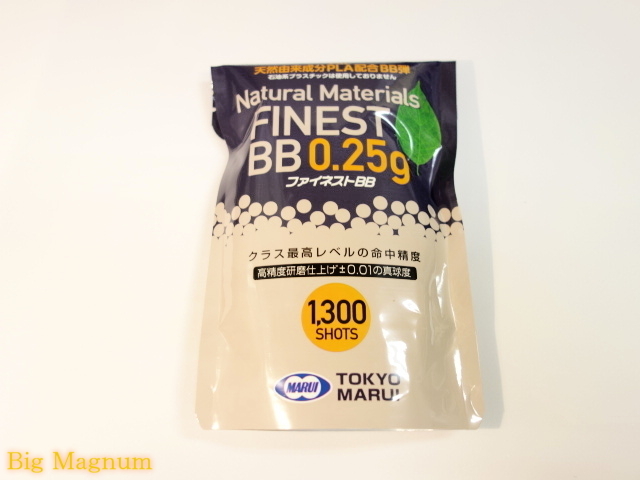 天然由来成分PLA配合BB弾
石油系プラスチックは使用しておりません
Natural Materials
FINEST
BB 0.25g
ファイネストBB
クラス最高レベルの命中精度
高精度研磨仕上げ±0.01の真球度
1,300
SHOTS
MARUI
TOKYO
MARUI
Big Magnum